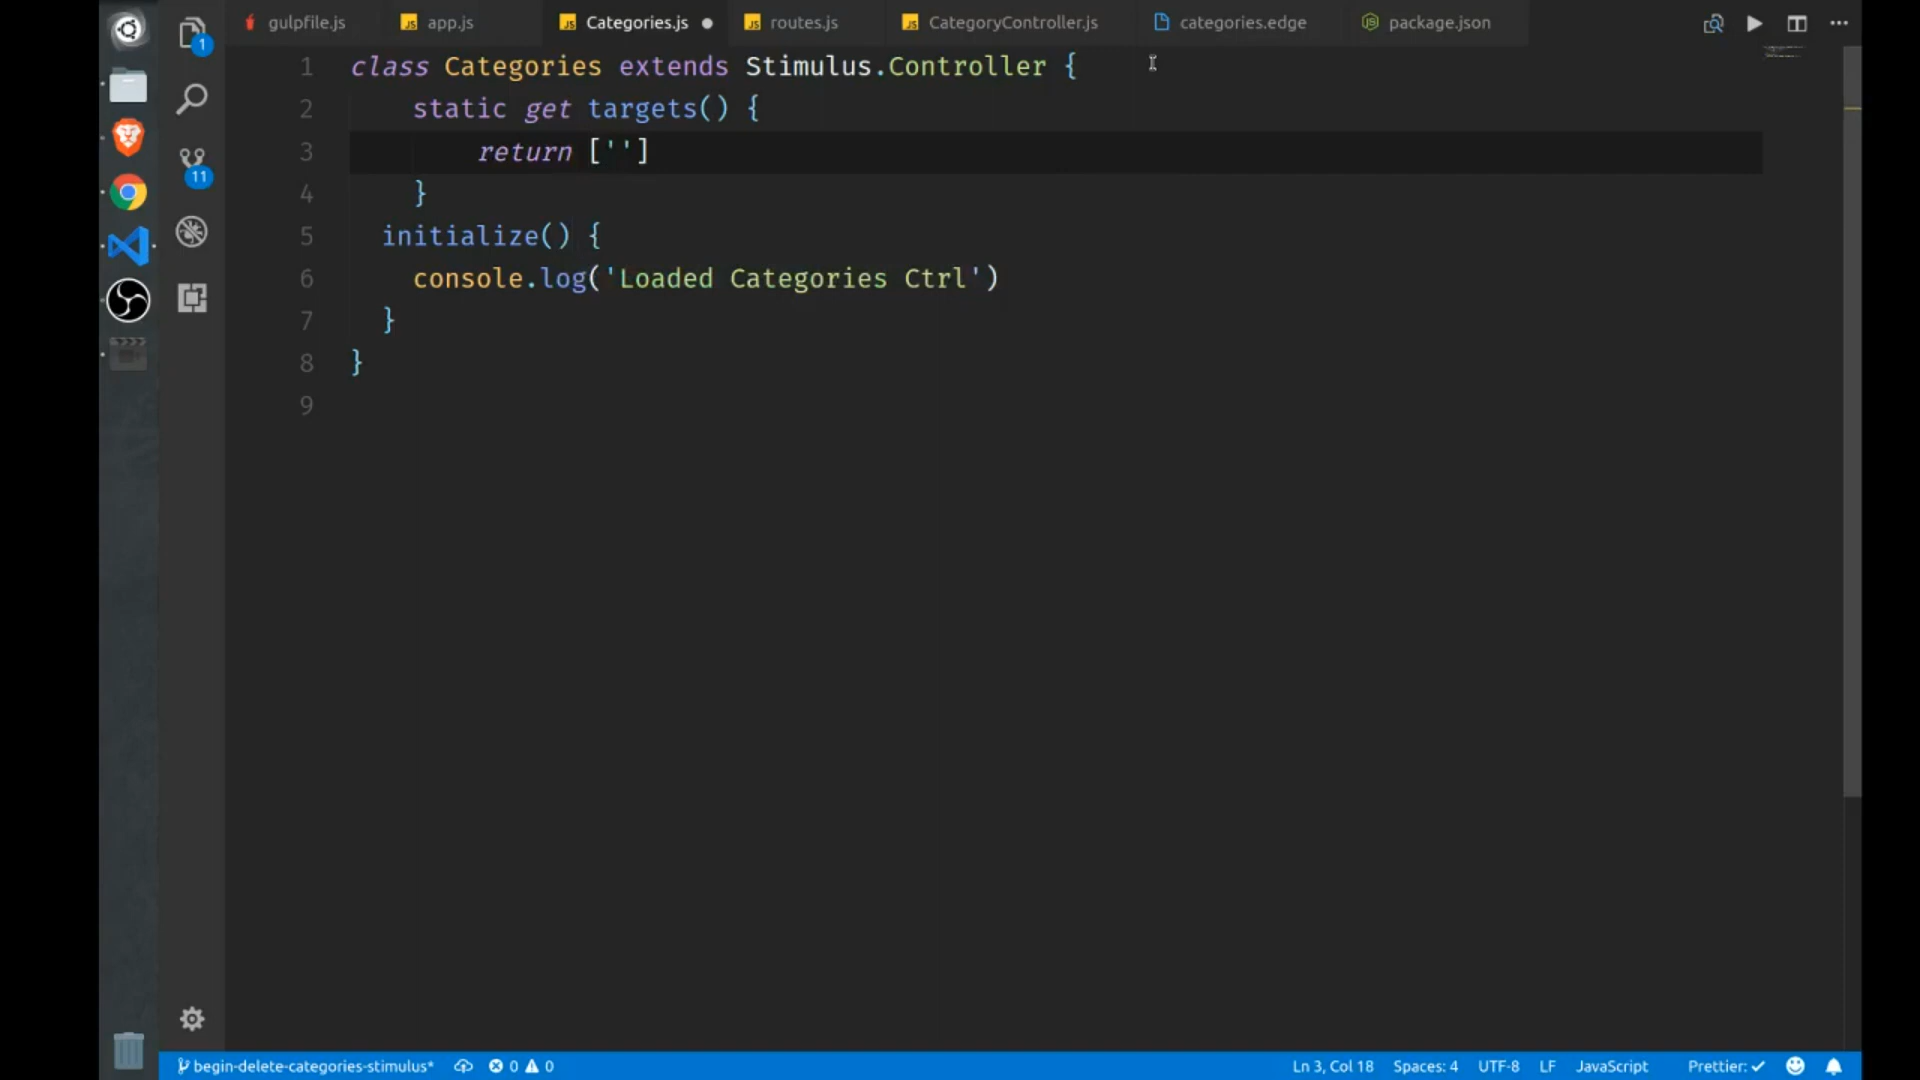 gulpfile.js app.js Categories.js routes.js CategoryController.js categories.edge package.json
1
11
1 class Categories extends Stimulus.Controller {
2 static get targets() {
3 return ['']
4 }
5 initialize() {
6 console.log('Loaded Categories Ctrl')
7 }
8 }
9
begin-delete-categories-stimulus* 0 0 Ln 3, Col 18 Spaces: 4 UTF-8 LF JavaScript Prettier: ✓